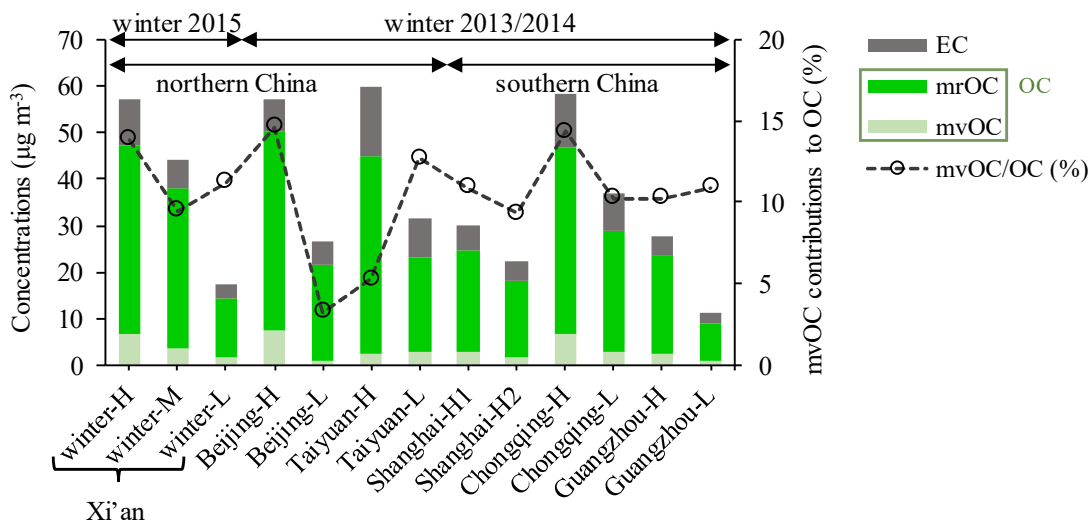 winter 2015
winter 2013/2014
northern China
southern China
Concentrations (µg m-3)
70
60
50
40
30
20
10
0
20
15
10
5
0
mvOC contributions to OC (%)
EC
mrOC
OC
mvOC
mvOC/OC (%)
winter-H
winter-M
winter-L
Beijing-H
Beijing-L
Taiyuan-H
Taiyuan-L
Shanghai-H1
Shanghai-H2
Chongqing-H
Chongqing-L
Guangzhou-H
Guangzhou-L
Xi’an